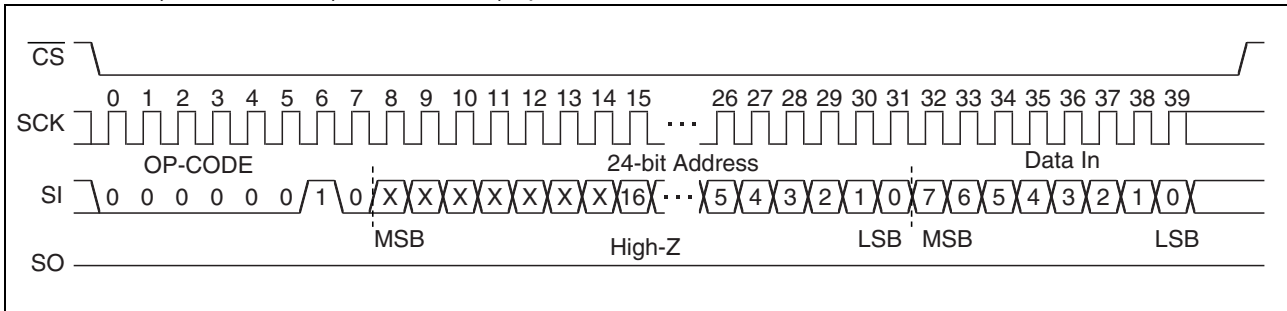 CS
0 1 2 3 4 5 6 7 8 9 10 11 12 13 14 15 26 27 28 29 30 31 32 33 34 35 36 37 38 39
SCK ···
OP-CODE 24-bit Address Data In
SI 0 0 0 0 0 0 1 0 X X X X X X X 16 ··· 5 4 3 2 1 0 7 6 5 4 3 2 1 0
MSB High-Z LSB MSB LSB
SO